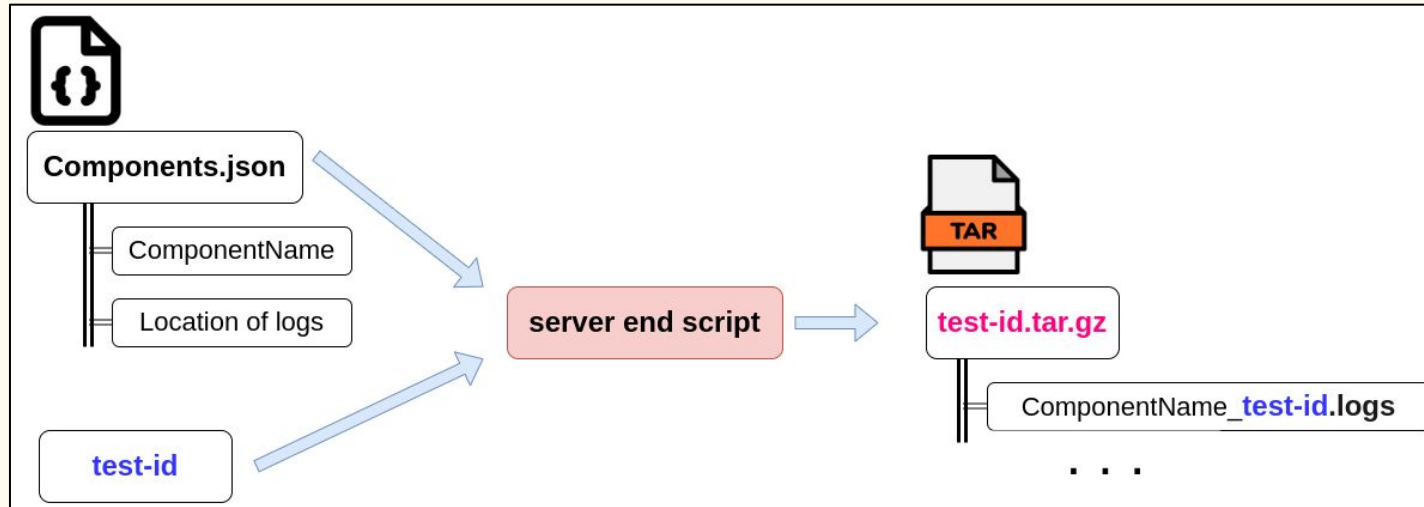 {}
Components.json
ComponentName
Location of logs
test-id
server end script
TAR
test-id.tar.gz
ComponentName_test-id.logs
. . .